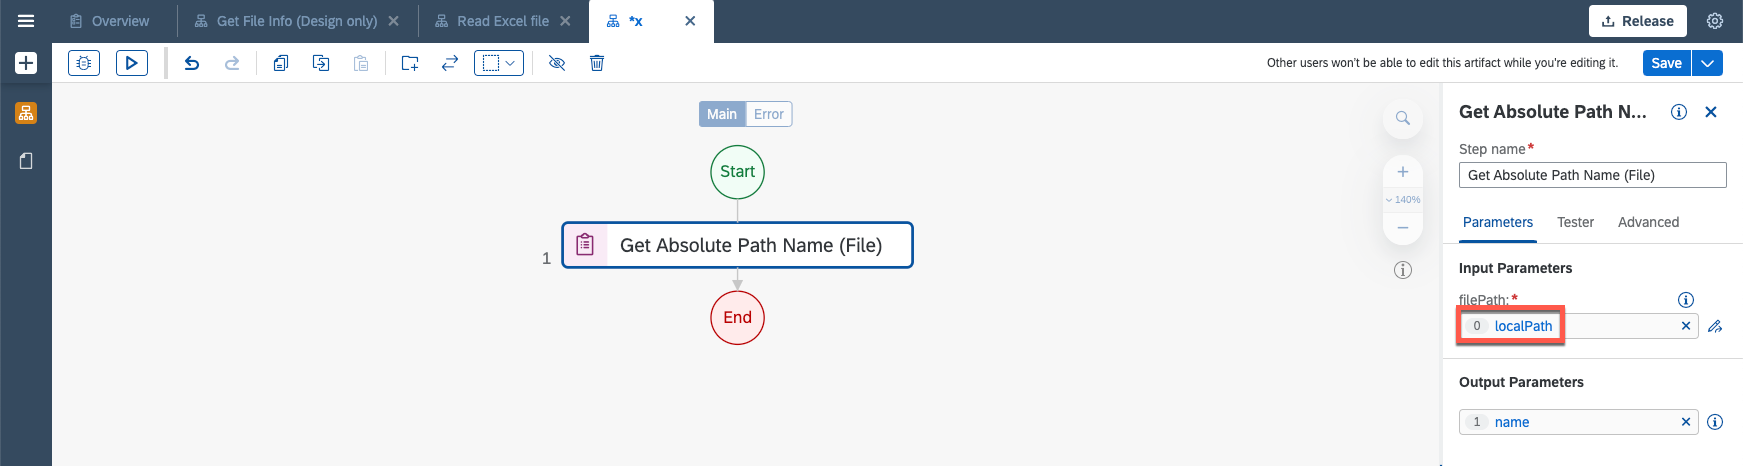 Overview
Get File Info (Design only)
Read Excel file
*x
Release
Other users won't be able to edit this artifact while you're editing it.
Save
Main
Error
Start
1
Get Absolute Path Name (File)
End
140%
Get Absolute Path N...
Step name*
Get Absolute Path Name (File)
Parameters
Tester
Advanced
Input Parameters
filePath:*
0 localPath
Output Parameters
1 name